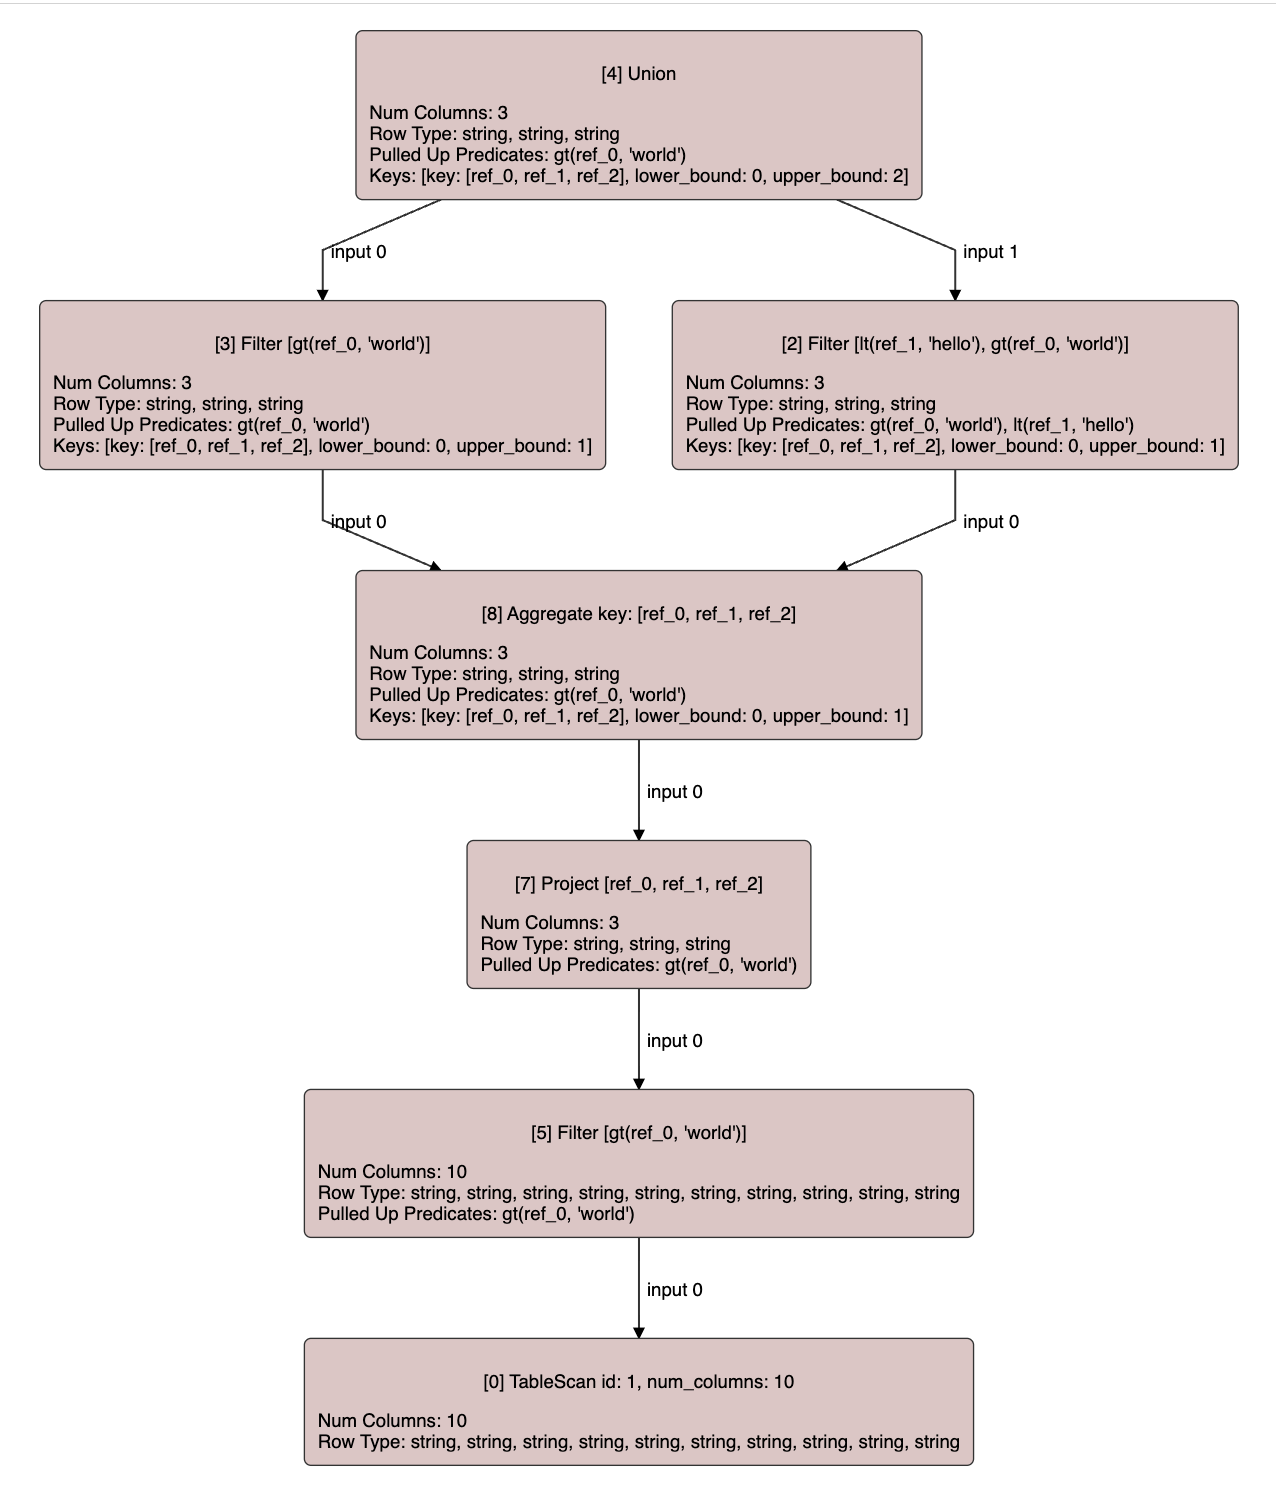 [4] Union
Num Columns: 3
Row Type: string, string, string
Pulled Up Predicates: gt(ref_0, 'world')
Keys: [key: [ref_0, ref_1, ref_2], lower_bound: 0, upper_bound: 2]
input 0
input 1
[3] Filter [gt(ref_0, 'world')]
Num Columns: 3
Row Type: string, string, string
Pulled Up Predicates: gt(ref_0, 'world')
Keys: [key: [ref_0, ref_1, ref_2], lower_bound: 0, upper_bound: 1]
[2] Filter [lt(ref_1, 'hello'), gt(ref_0, 'world')]
Num Columns: 3
Row Type: string, string, string
Pulled Up Predicates: gt(ref_0, 'world'), lt(ref_1, 'hello')
Keys: [key: [ref_0, ref_1, ref_2], lower_bound: 0, upper_bound: 1]
input 0
input 0
[8] Aggregate key: [ref_0, ref_1, ref_2]
Num Columns: 3
Row Type: string, string, string
Pulled Up Predicates: gt(ref_0, 'world')
Keys: [key: [ref_0, ref_1, ref_2], lower_bound: 0, upper_bound: 1]
input 0
[7] Project [ref_0, ref_1, ref_2]
Num Columns: 3
Row Type: string, string, string
Pulled Up Predicates: gt(ref_0, 'world')
input 0
[5] Filter [gt(ref_0, 'world')]
Num Columns: 10
Row Type: string, string, string, string, string, string, string, string, string, string
Pulled Up Predicates: gt(ref_0, 'world')
input 0
[0] TableScan id: 1, num_columns: 10
Num Columns: 10
Row Type: string, string, string, string, string, string, string, string, string, string